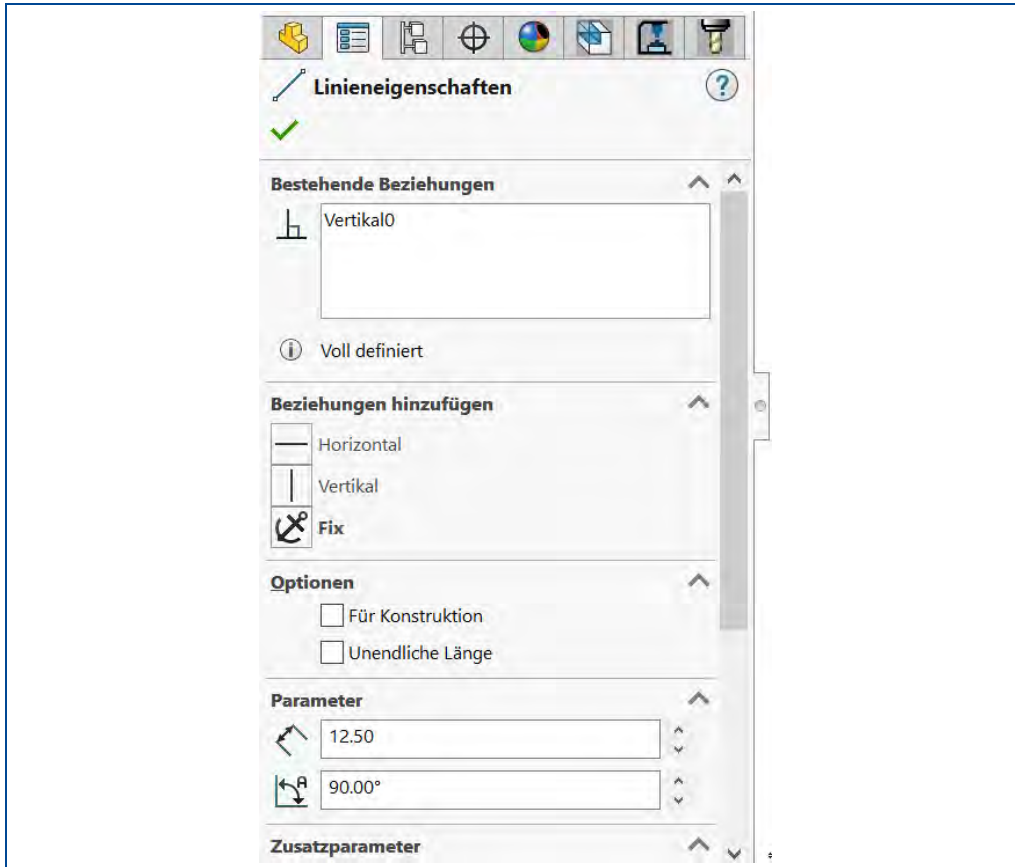 Linieneigenschaften
?
Bestehende Beziehungen
Vertikal0
Voll definiert
Beziehungen hinzufügen
Horizontal
Vertikal
Fix
Optionen
Für Konstruktion
Unendliche Länge
Parameter
12.50
90.00°
Zusatzparameter